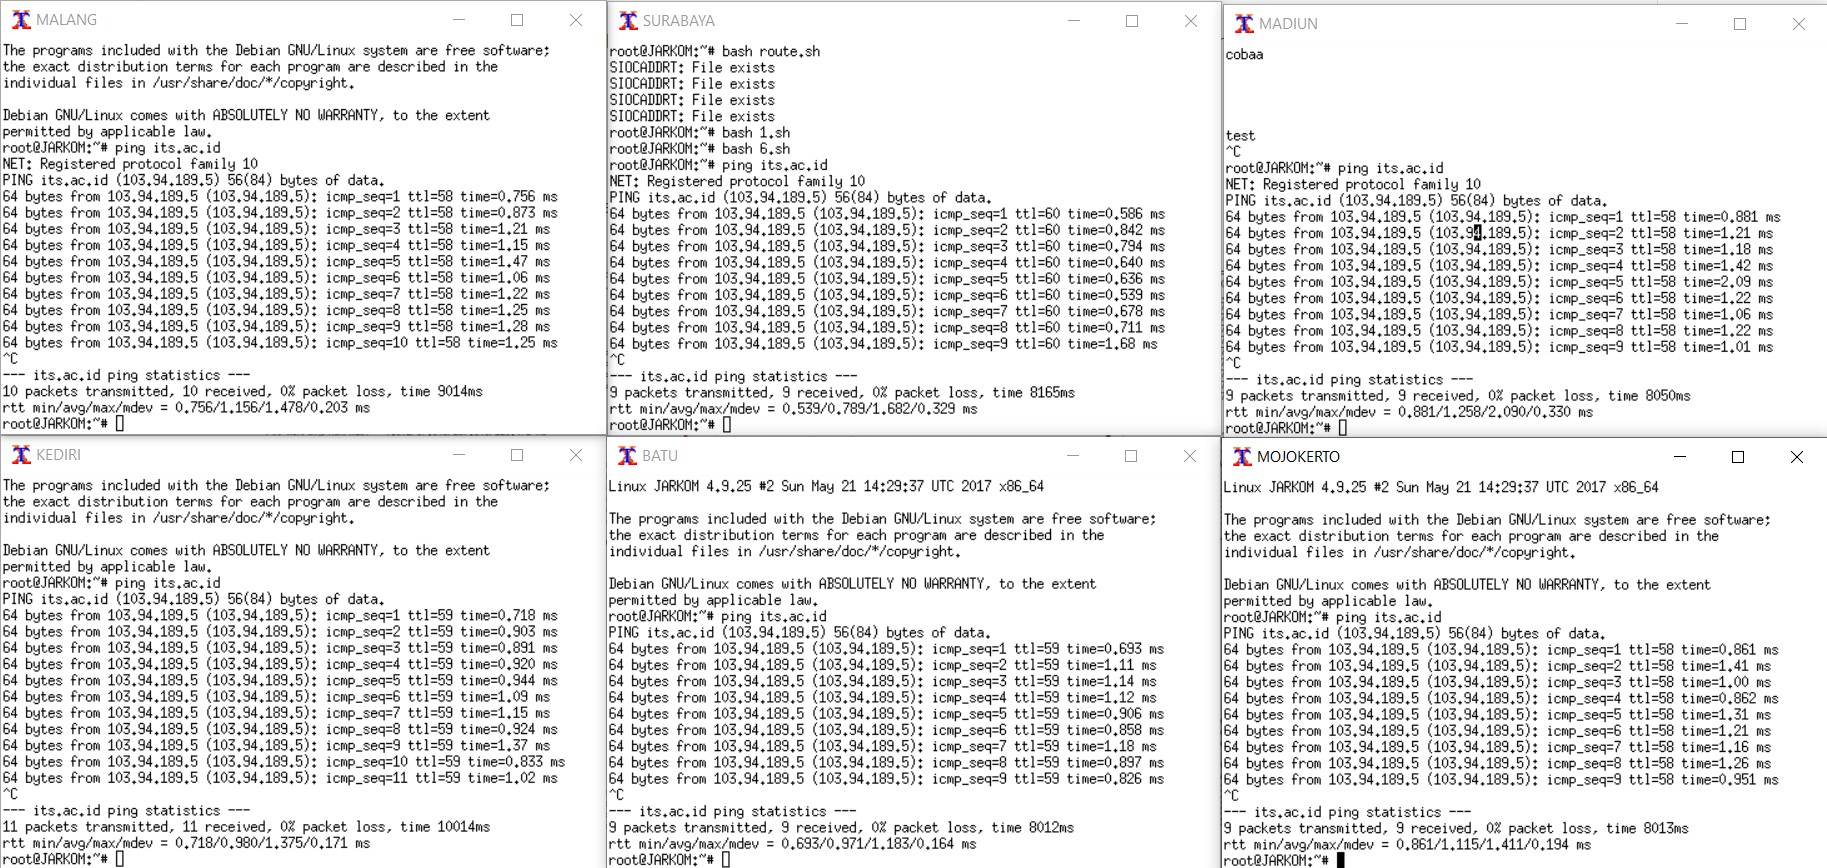 MALANG
The programs included with the Debian GNU/Linux system are free software;
the exact distribution terms for each program are described in the
individual files in /usr/share/doc/*/copyright.
Debian GNU/Linux comes with ABSOLUTELY NO WARRANTY, to the extent
permitted by applicable law.
root@JARKOM:~# ping its.ac.id
NET: Registered protocol family 10
PING its.ac.id (103.94.189.5) 56(84) bytes of data.
64 bytes from 103.94.189.5 (103.94.189.5): icmp_seq=1 ttl=58 time=0.756 ms
64 bytes from 103.94.189.5 (103.94.189.5): icmp_seq=2 ttl=58 time=0.873 ms
64 bytes from 103.94.189.5 (103.94.189.5): icmp_seq=3 ttl=58 time=1.21 ms
64 bytes from 103.94.189.5 (103.94.189.5): icmp_seq=4 ttl=58 time=1.15 ms
64 bytes from 103.94.189.5 (103.94.189.5): icmp_seq=5 ttl=58 time=1.47 ms
64 bytes from 103.94.189.5 (103.94.189.5): icmp_seq=6 ttl=58 time=1.06 ms
64 bytes from 103.94.189.5 (103.94.189.5): icmp_seq=7 ttl=58 time=1.22 ms
64 bytes from 103.94.189.5 (103.94.189.5): icmp_seq=8 ttl=58 time=1.25 ms
64 bytes from 103.94.189.5 (103.94.189.5): icmp_seq=9 ttl=58 time=1.28 ms
64 bytes from 103.94.189.5 (103.94.189.5): icmp_seq=10 ttl=58 time=1.25 ms
^C
--- its.ac.id ping statistics ---
10 packets transmitted, 10 received, 0% packet loss, time 9014ms
rtt min/avg/max/mdev = 0.756/1.156/1.478/0.203 ms
root@JARKOM:~#
SURABAYA
root@JARKOM:~# bash route.sh
SIOCADDRT: File exists
SIOCADDRT: File exists
SIOCADDRT: File exists
SIOCADDRT: File exists
root@JARKOM:~# bash 1.sh
root@JARKOM:~# bash 6.sh
root@JARKOM:~# ping its.ac.id
NET: Registered protocol family 10
PING its.ac.id (103.94.189.5) 56(84) bytes of data.
64 bytes from 103.94.189.5 (103.94.189.5): icmp_seq=1 ttl=60 time=0.586 ms
64 bytes from 103.94.189.5 (103.94.189.5): icmp_seq=2 ttl=60 time=0.842 ms
64 bytes from 103.94.189.5 (103.94.189.5): icmp_seq=3 ttl=60 time=0.794 ms
64 bytes from 103.94.189.5 (103.94.189.5): icmp_seq=4 ttl=60 time=0.640 ms
64 bytes from 103.94.189.5 (103.94.189.5): icmp_seq=5 ttl=60 time=0.636 ms
64 bytes from 103.94.189.5 (103.94.189.5): icmp_seq=6 ttl=60 time=0.539 ms
64 bytes from 103.94.189.5 (103.94.189.5): icmp_seq=7 ttl=60 time=0.678 ms
64 bytes from 103.94.189.5 (103.94.189.5): icmp_seq=8 ttl=60 time=0.711 ms
64 bytes from 103.94.189.5 (103.94.189.5): icmp_seq=9 ttl=60 time=1.68 ms
^C
--- its.ac.id ping statistics ---
9 packets transmitted, 9 received, 0% packet loss, time 8165ms
rtt min/avg/max/mdev = 0.539/0.789/1.682/0.329 ms
root@JARKOM:~#
MADIUN
cobaa
test
^C
root@JARKOM:~# ping its.ac.id
NET: Registered protocol family 10
PING its.ac.id (103.94.189.5) 56(84) bytes of data.
64 bytes from 103.94.189.5 (103.94.189.5): icmp_seq=1 ttl=58 time=0.881 ms
64 bytes from 103.94.189.5 (103.94.189.5): icmp_seq=2 ttl=58 time=1.21 ms
64 bytes from 103.94.189.5 (103.94.189.5): icmp_seq=3 ttl=58 time=1.18 ms
64 bytes from 103.94.189.5 (103.94.189.5): icmp_seq=4 ttl=58 time=1.42 ms
64 bytes from 103.94.189.5 (103.94.189.5): icmp_seq=5 ttl=58 time=2.09 ms
64 bytes from 103.94.189.5 (103.94.189.5): icmp_seq=6 ttl=58 time=1.22 ms
64 bytes from 103.94.189.5 (103.94.189.5): icmp_seq=7 ttl=58 time=1.06 ms
64 bytes from 103.94.189.5 (103.94.189.5): icmp_seq=8 ttl=58 time=1.22 ms
64 bytes from 103.94.189.5 (103.94.189.5): icmp_seq=9 ttl=58 time=1.01 ms
^C
--- its.ac.id ping statistics ---
9 packets transmitted, 9 received, 0% packet loss, time 8050ms
rtt min/avg/max/mdev = 0.881/1.258/2.090/0.330 ms
root@JARKOM:~#
KEDIRI
The programs included with the Debian GNU/Linux system are free software;
the exact distribution terms for each program are described in the
individual files in /usr/share/doc/*/copyright.
Debian GNU/Linux comes with ABSOLUTELY NO WARRANTY, to the extent
permitted by applicable law.
root@JARKOM:~# ping its.ac.id
PING its.ac.id (103.94.189.5) 56(84) bytes of data.
64 bytes from 103.94.189.5 (103.94.189.5): icmp_seq=1 ttl=59 time=0.718 ms
64 bytes from 103.94.189.5 (103.94.189.5): icmp_seq=2 ttl=59 time=0.903 ms
64 bytes from 103.94.189.5 (103.94.189.5): icmp_seq=3 ttl=59 time=0.891 ms
64 bytes from 103.94.189.5 (103.94.189.5): icmp_seq=4 ttl=59 time=0.920 ms
64 bytes from 103.94.189.5 (103.94.189.5): icmp_seq=5 ttl=59 time=0.944 ms
64 bytes from 103.94.189.5 (103.94.189.5): icmp_seq=6 ttl=59 time=1.09 ms
64 bytes from 103.94.189.5 (103.94.189.5): icmp_seq=7 ttl=59 time=1.15 ms
64 bytes from 103.94.189.5 (103.94.189.5): icmp_seq=8 ttl=59 time=0.924 ms
64 bytes from 103.94.189.5 (103.94.189.5): icmp_seq=9 ttl=59 time=1.37 ms
64 bytes from 103.94.189.5 (103.94.189.5): icmp_seq=10 ttl=59 time=0.833 ms
64 bytes from 103.94.189.5 (103.94.189.5): icmp_seq=11 ttl=59 time=1.02 ms
^C
--- its.ac.id ping statistics ---
11 packets transmitted, 11 received, 0% packet loss, time 10014ms
rtt min/avg/max/mdev = 0.718/0.980/1.375/0.171 ms
root@JARKOM:~#
BATU
Linux JARKOM 4.9.25 #2 Sun May 21 14:29:37 UTC 2017 x86_64
The programs included with the Debian GNU/Linux system are free software;
the exact distribution terms for each program are described in the
individual files in /usr/share/doc/*/copyright.
Debian GNU/Linux comes with ABSOLUTELY NO WARRANTY, to the extent
permitted by applicable law.
root@JARKOM:~# ping its.ac.id
PING its.ac.id (103.94.189.5) 56(84) bytes of data.
64 bytes from 103.94.189.5 (103.94.189.5): icmp_seq=1 ttl=59 time=0.693 ms
64 bytes from 103.94.189.5 (103.94.189.5): icmp_seq=2 ttl=59 time=1.11 ms
64 bytes from 103.94.189.5 (103.94.189.5): icmp_seq=3 ttl=59 time=1.14 ms
64 bytes from 103.94.189.5 (103.94.189.5): icmp_seq=4 ttl=59 time=1.12 ms
64 bytes from 103.94.189.5 (103.94.189.5): icmp_seq=5 ttl=59 time=0.906 ms
64 bytes from 103.94.189.5 (103.94.189.5): icmp_seq=6 ttl=59 time=0.858 ms
64 bytes from 103.94.189.5 (103.94.189.5): icmp_seq=7 ttl=59 time=1.18 ms
64 bytes from 103.94.189.5 (103.94.189.5): icmp_seq=8 ttl=59 time=0.897 ms
64 bytes from 103.94.189.5 (103.94.189.5): icmp_seq=9 ttl=59 time=0.826 ms
^C
--- its.ac.id ping statistics ---
9 packets transmitted, 9 received, 0% packet loss, time 8012ms
rtt min/avg/max/mdev = 0.693/0.971/1.183/0.164 ms
root@JARKOM:~#
MOJOKERTO
Linux JARKOM 4.9.25 #2 Sun May 21 14:29:37 UTC 2017 x86_64
The programs included with the Debian GNU/Linux system are free software;
the exact distribution terms for each program are described in the
individual files in /usr/share/doc/*/copyright.
Debian GNU/Linux comes with ABSOLUTELY NO WARRANTY, to the extent
permitted by applicable law.
root@JARKOM:~# ping its.ac.id
PING its.ac.id (103.94.189.5) 56(84) bytes of data.
64 bytes from 103.94.189.5 (103.94.189.5): icmp_seq=1 ttl=58 time=0.861 ms
64 bytes from 103.94.189.5 (103.94.189.5): icmp_seq=2 ttl=58 time=1.41 ms
64 bytes from 103.94.189.5 (103.94.189.5): icmp_seq=3 ttl=58 time=1.00 ms
64 bytes from 103.94.189.5 (103.94.189.5): icmp_seq=4 ttl=58 time=0.862 ms
64 bytes from 103.94.189.5 (103.94.189.5): icmp_seq=5 ttl=58 time=1.31 ms
64 bytes from 103.94.189.5 (103.94.189.5): icmp_seq=6 ttl=58 time=1.21 ms
64 bytes from 103.94.189.5 (103.94.189.5): icmp_seq=7 ttl=58 time=1.16 ms
64 bytes from 103.94.189.5 (103.94.189.5): icmp_seq=8 ttl=58 time=1.26 ms
64 bytes from 103.94.189.5 (103.94.189.5): icmp_seq=9 ttl=58 time=0.951 ms
^C
--- its.ac.id ping statistics ---
9 packets transmitted, 9 received, 0% packet loss, time 8013ms
rtt min/avg/max/mdev = 0.861/1.115/1.411/0.194 ms
root@JARKOM:~#